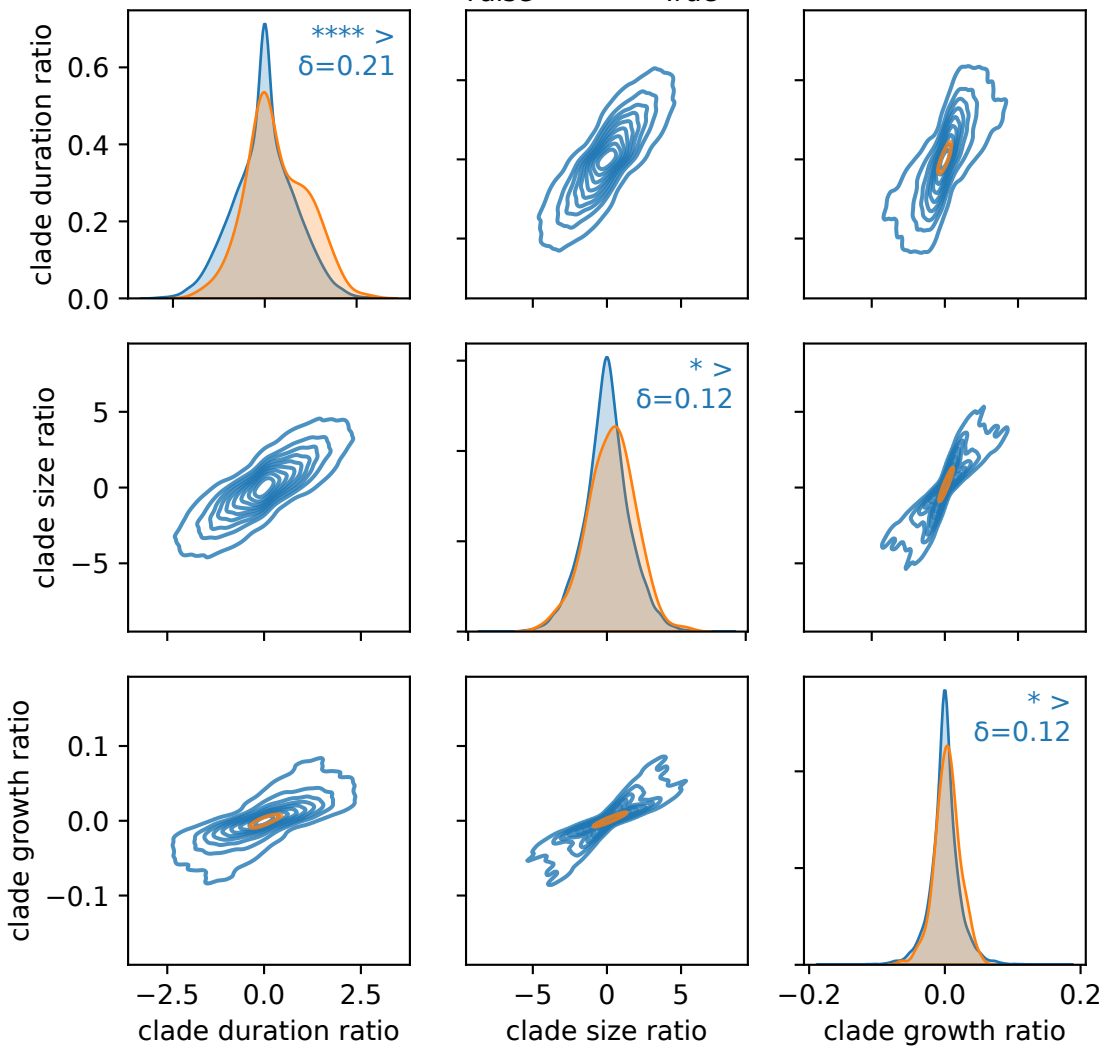 clade duration ratio
0.6
0.4
0.2
0.0
**** >
δ=0.21
clade size ratio
5
0
−5
* >
δ=0.12
clade growth ratio
0.1
0.0
−0.1
* >
δ=0.12
−2.5 0.0 2.5
−5 0 5
−0.2 0.0 0.2
clade duration ratio
clade size ratio
clade growth ratio